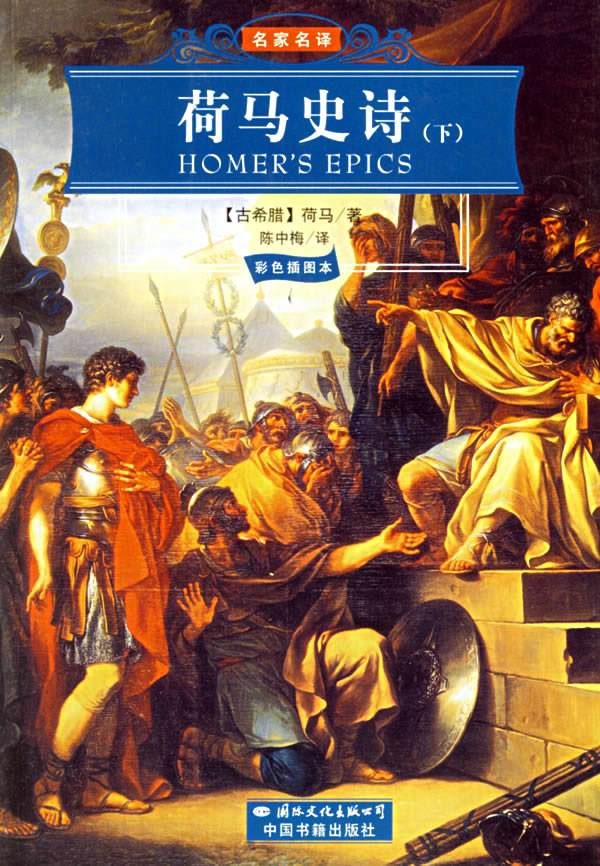 名家名译
荷马史诗（下）
HOMER'S EPICS
【古希腊】荷马／著
陈中梅／译
彩色插图本
国际文化出版公司
中国书籍出版社